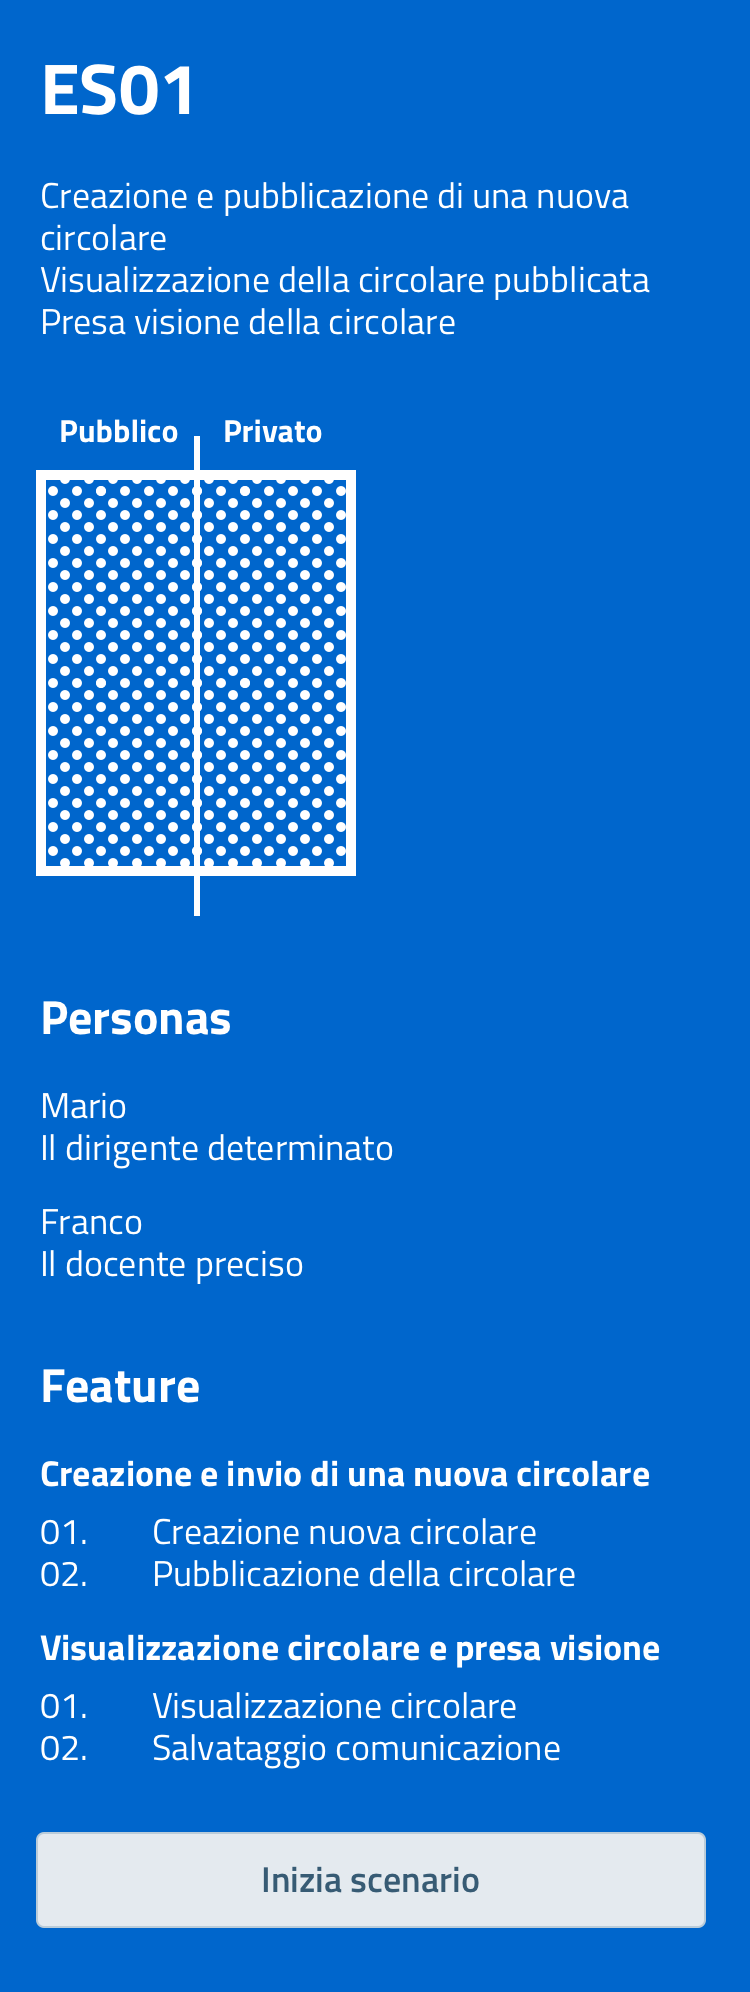 ES01
Creazione e pubblicazione di una nuova
circolare
Visualizzazione della circolare pubblicata
Presa visione della circolare
Pubblico Privato
Personas
Mario
Il dirigente determinato
Franco
Il docente preciso
Feature
Creazione e invio di una nuova circolare
01. Creazione nuova circolare
02. Pubblicazione della circolare
Visualizzazione circolare e presa visione
01. Visualizzazione circolare
02. Salvataggio comunicazione
Inizia scenario